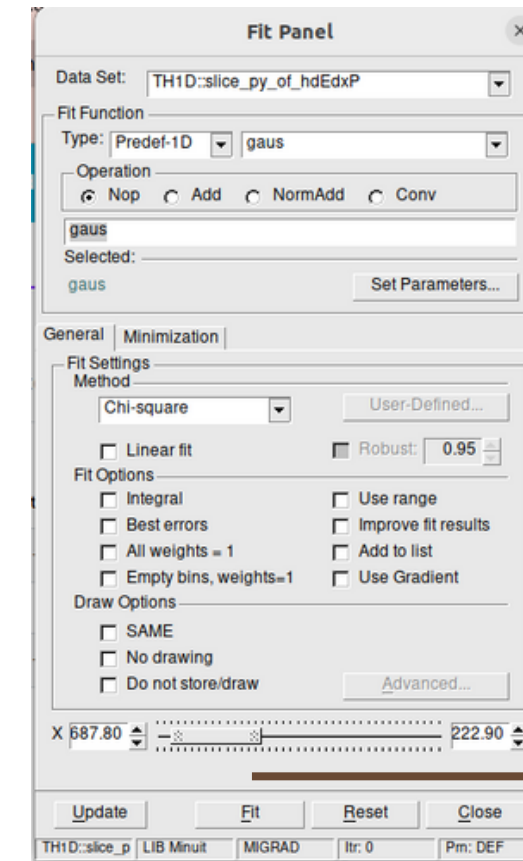 Fit Panel
Data Set: TH1D::slice_py_of_hdEdxP
Fit Function
Type: Predef-1D gaus
Operation
Nop Add NormAdd Conv
gaus
Selected:
gaus Set Parameters...
General Minimization
Fit Settings
Method
Chi-square User-Defined...
Linear fit Robust: 0.95
Fit Options
Integral Use range
Best errors Improve fit results
All weights = 1 Add to list
Empty bins, weights=1 Use Gradient
Draw Options
SAME
No drawing
Do not store/draw Advanced...
X 687.80 222.90
Update Fit Reset Close
TH1D::slice_p LIB Minuit MIGRAD Itr: 0 Prn: DEF